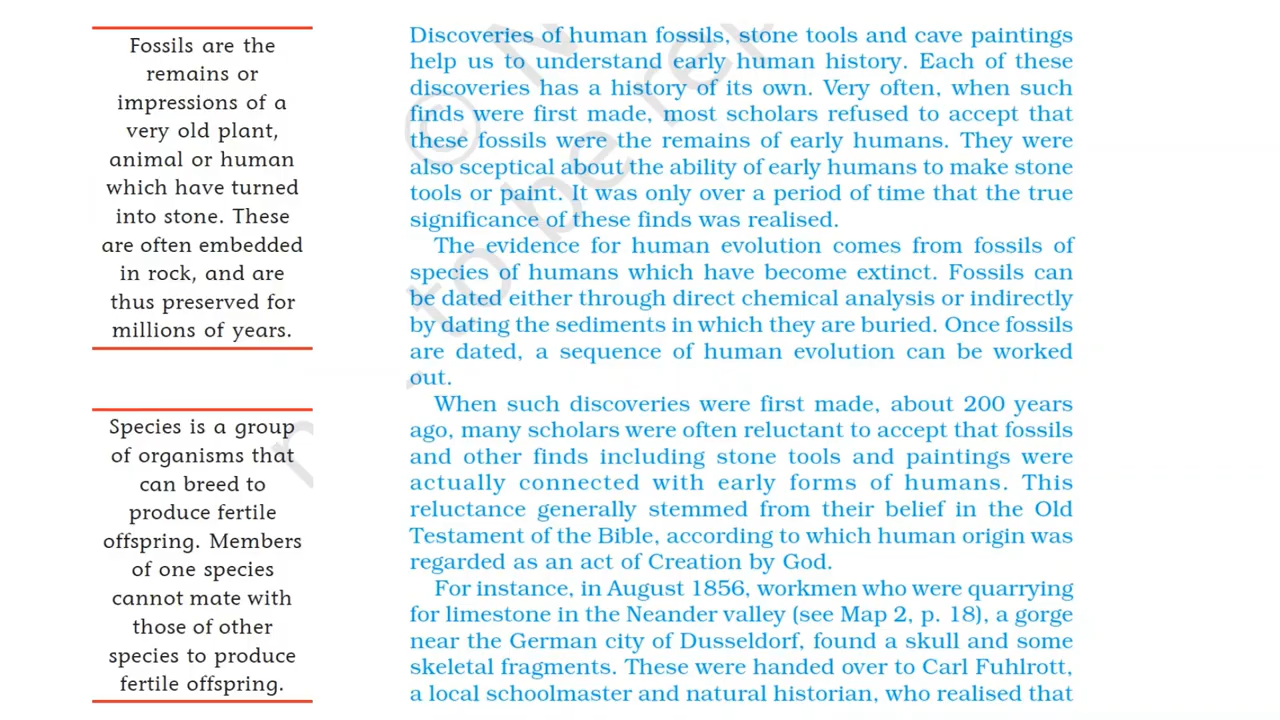 Fossils are the
remains or
impressions of a
very old plant,
animal or human
which have turned
into stone. These
are often embedded
in rock, and are
thus preserved for
millions of years.
Species is a group
of organisms that
can breed to
produce fertile
offspring. Members
of one species
cannot mate with
those of other
species to produce
fertile offspring.
Discoveries of human fossils, stone tools and cave paintings
help us to understand early human history. Each of these
discoveries has a history of its own. Very often, when such
finds were first made, most scholars refused to accept that
these fossils were the remains of early humans. They were
also sceptical about the ability of early humans to make stone
tools or paint. It was only over a period of time that the true
significance of these finds was realised.
The evidence for human evolution comes from fossils of
species of humans which have become extinct. Fossils can
be dated either through direct chemical analysis or indirectly
by dating the sediments in which they are buried. Once fossils
are dated, a sequence of human evolution can be worked
out.
When such discoveries were first made, about 200 years
ago, many scholars were often reluctant to accept that fossils
and other finds including stone tools and paintings were
actually connected with early forms of humans. This
reluctance generally stemmed from their belief in the Old
Testament of the Bible, according to which human origin was
regarded as an act of Creation by God.
For instance, in August 1856, workmen who were quarrying
for limestone in the Neander valley (see Map 2, p. 18), a gorge
near the German city of Dusseldorf, found a skull and some
skeletal fragments. These were handed over to Carl Fuhlrott,
a local schoolmaster and natural historian, who realised that
© N
to be re